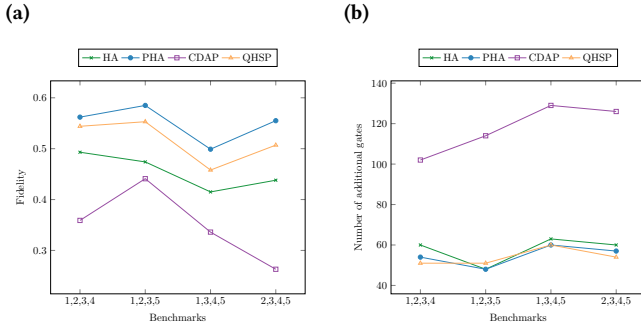 (a)
HA PHA CDAP QHSP
0.6
0.5
0.4
0.3
Fidelity
1,2,3,4 1,2,3,5 1,3,4,5 2,3,4,5
Benchmarks
(b)
HA PHA CDAP QHSP
140
120
100
80
60
40
Number of additional gates
1,2,3,4 1,2,3,5 1,3,4,5 2,3,4,5
Benchmarks